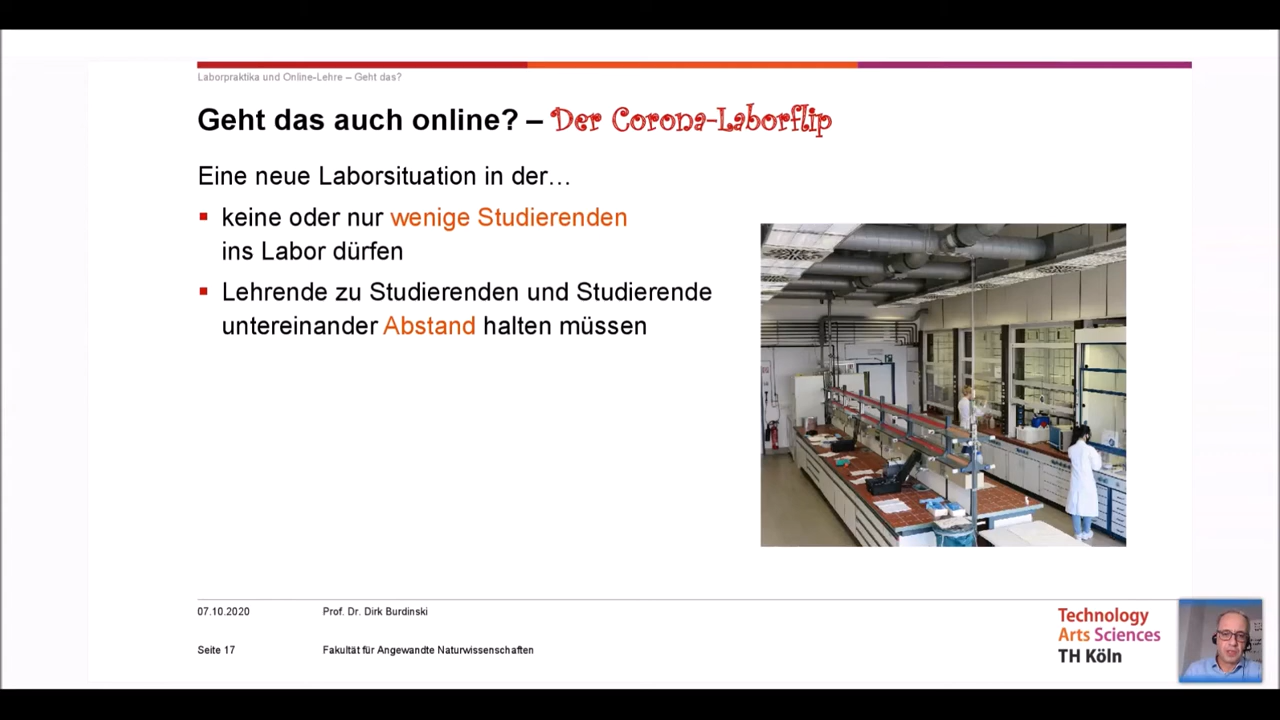 Laborpraktika und Online-Lehre – Geht das?
Geht das auch online? – Der Corona-Laborflip
Eine neue Laborsituation in der…
▪ keine oder nur wenige Studierenden
ins Labor dürfen
▪ Lehrende zu Studierenden und Studierende
untereinander Abstand halten müssen
07.10.2020 Prof. Dr. Dirk Burdinski
Seite 17 Fakultät für Angewandte Naturwissenschaften
Technology
Arts Sciences
TH Köln